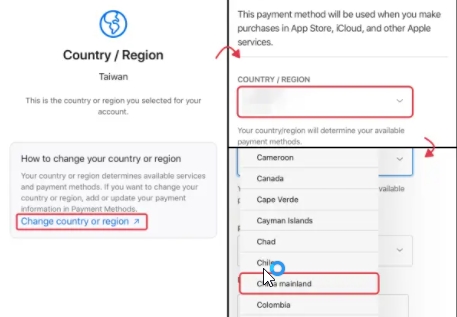 Country / Region
Taiwan
This is the country or region you selected for your
account.
How to change your country or region
Your country or region determines available services
and payment methods. If you want to change your
country or region, add or update your payment
information in Payment Methods.
Change country or region ↗
This payment method will be used when you make
purchases in App Store, iCloud, and other Apple
services.
COUNTRY / REGION
Your country/region will determine your available
payment methods.
Cameroon
Canada
Cape Verde
Cayman Islands
Chad
Chile
mainland
Colombia
vailable